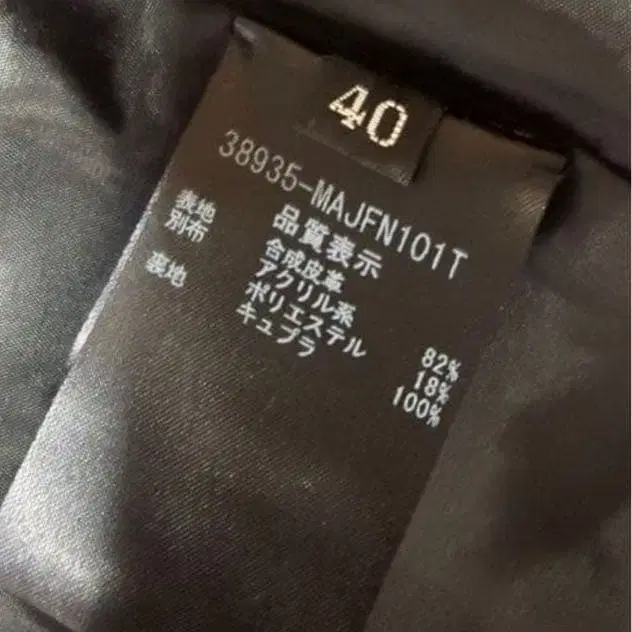 40
38935-MAJFN101T
品質表示
表地 合成皮革
別布 アクリル系 82%
ポリエステル 18%
裏地 キュプラ 100%